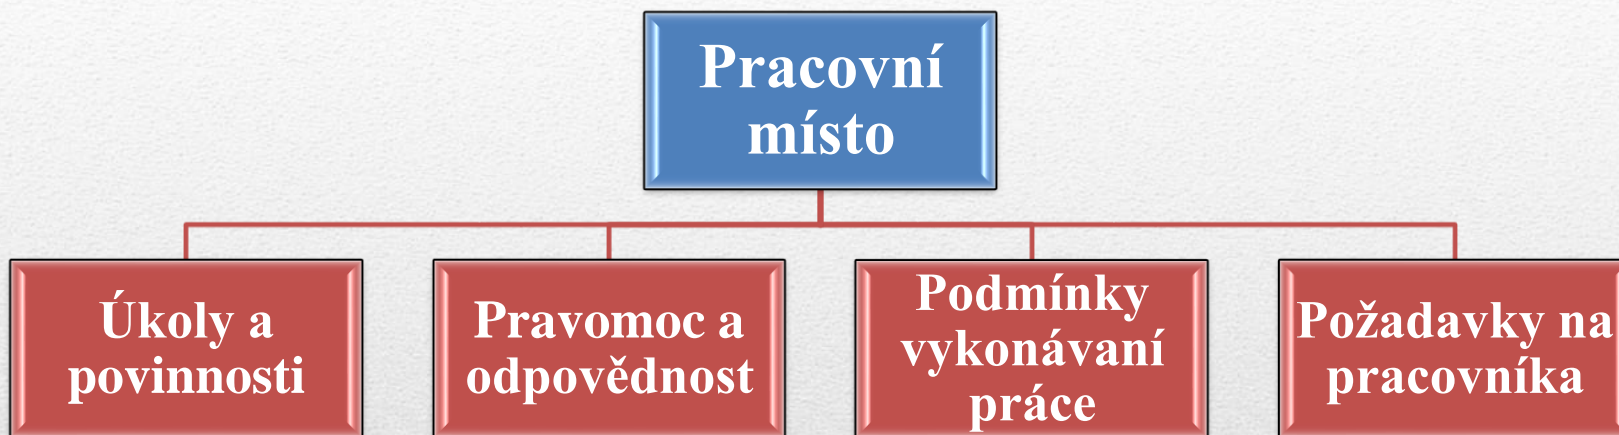 Pracovní
místo
Úkoly a
povinnosti
Pravomoc a
odpovědnost
Podmínky
vykonávaní
práce
Požadavky na
pracovníka